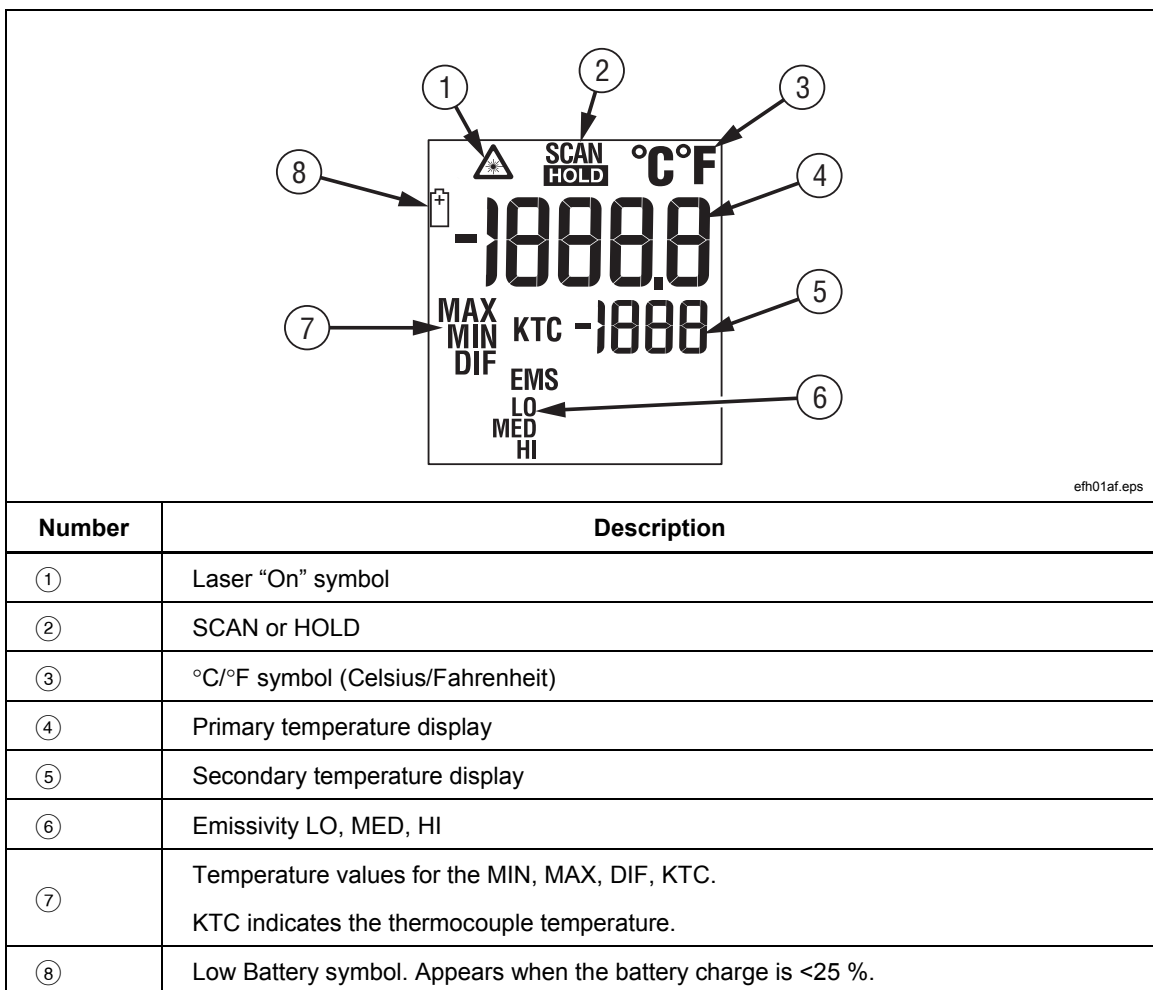 1 2 3
SCAN °C°F
HOLD
8 4
+
-1888.8
5
MAX
7 MIN KTC -1888
DIF
EMS
LO 6
MED
HI
efh01af.eps
Number Description
① Laser “On” symbol
② SCAN or HOLD
③ °C/°F symbol (Celsius/Fahrenheit)
④ Primary temperature display
⑤ Secondary temperature display
⑥ Emissivity LO, MED, HI
⑦ Temperature values for the MIN, MAX, DIF, KTC.
KTC indicates the thermocouple temperature.
⑧ Low Battery symbol. Appears when the battery charge is <25 %.